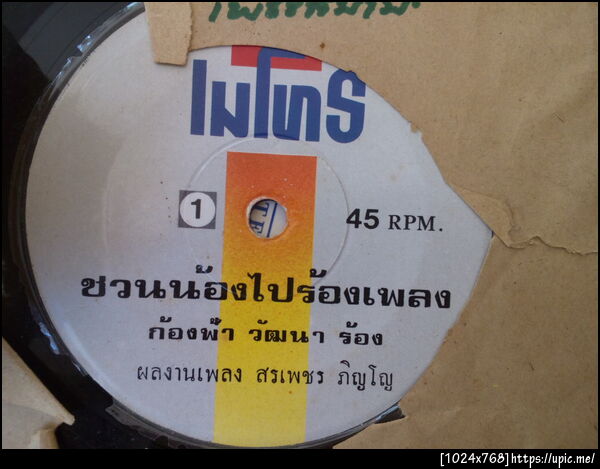 ไมโทร
1
45 RPM.
ชวนน้องไปร้องเพลง
ก้องฟ้า วัฒนา ร้อง
ผลงานเพลง สรเพชร ภิญโญ
[1024x768]https://upic.me/